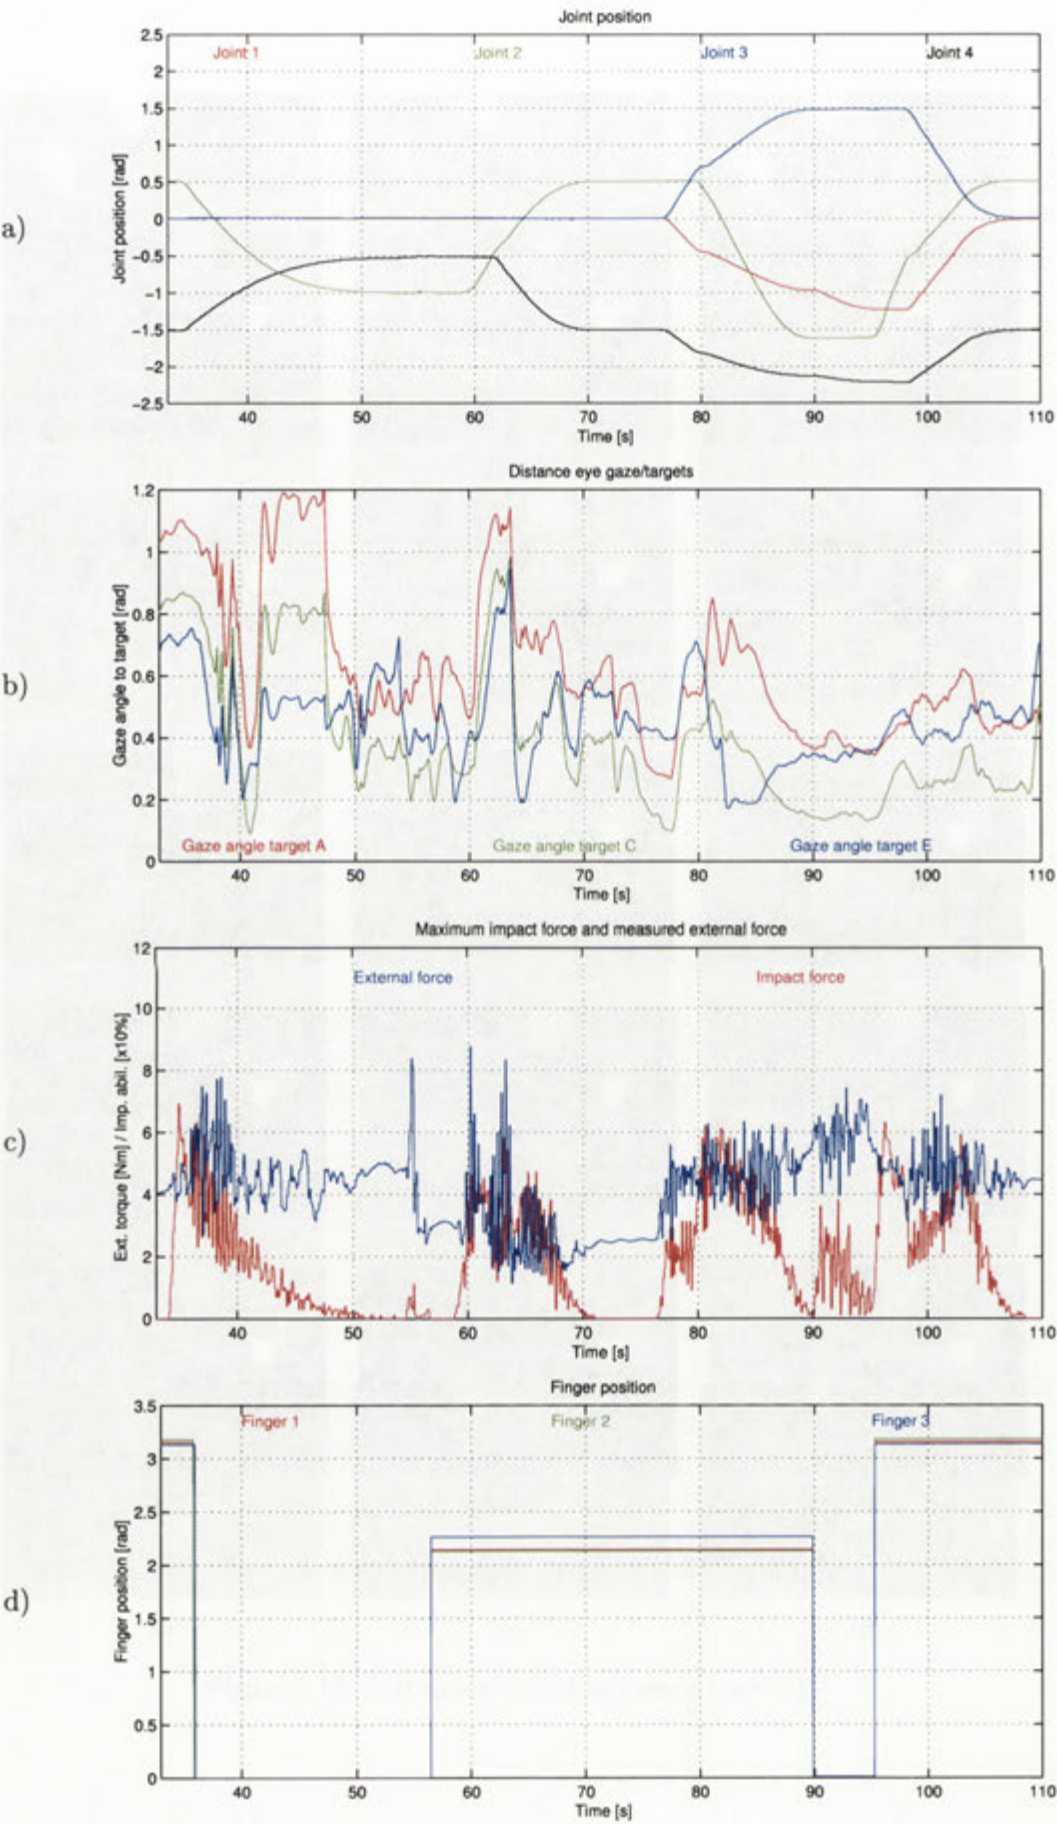 Joint position
2.5
Joint 1 Joint 2 Joint 3 Joint 4
2
1.5
1
0.5
0
−0.5
−1
−1.5
−2
−2.5
Joint position [rad]
40 50 60 70 80 90 100 110
Time [s]
a)
Distance eye gaze/targets
1.2
1
0.8
0.6
0.4
0.2
0
Gaze angle to target [rad]
Gaze angle target A Gaze angle target C Gaze angle target E
40 50 60 70 80 90 100 110
Time [s]
b)
Maximum impact force and measured external force
12
External force Impact force
10
8
6
4
2
0
Ext. torque [Nm] / Imp. abil. [x10%]
40 50 60 70 80 90 100 110
Time [s]
c)
Finger position
3.5
Finger 1 Finger 2 Finger 3
3
2.5
2
1.5
1
0.5
0
Finger position [rad]
40 50 60 70 80 90 100 110
Time [s]
d)